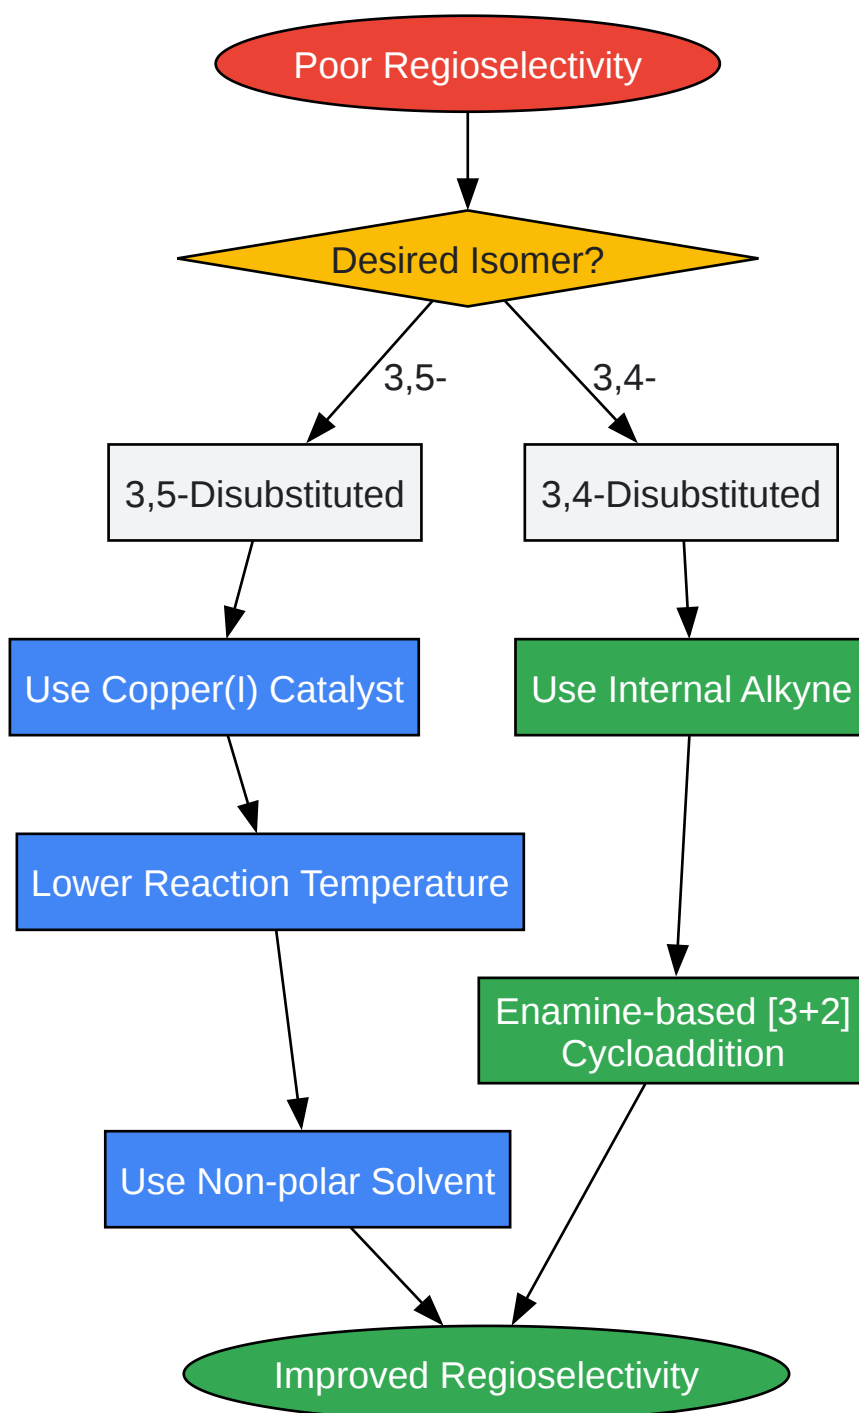 Poor Regioselectivity
Desired Isomer?
3,5-
3,4-
3,5-Disubstituted
3,4-Disubstituted
Use Copper(I) Catalyst
Use Internal Alkyne
Lower Reaction Temperature
Enamine-based [3+2]
Cycloaddition
Use Non-polar Solvent
Improved Regioselectivity